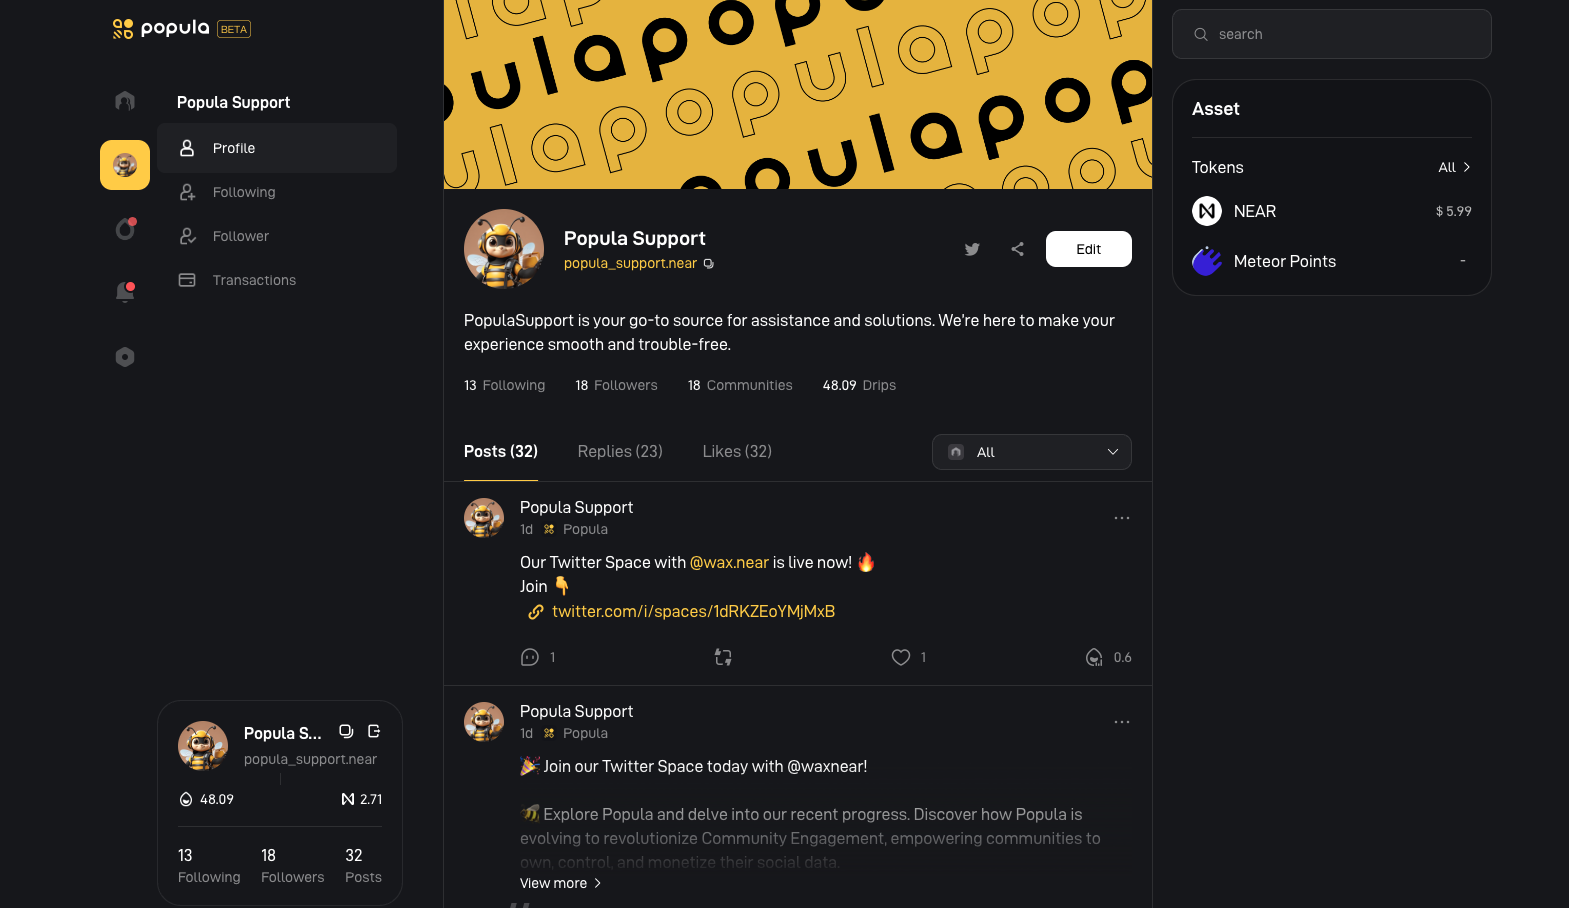 popula BETA
Popula Support
Profile
Following
Follower
Transactions
Popula S...
popula_support.near
48.09
2.71
13
18
32
Following
Followers
Posts
ulapopu
ulapopula
pulapop
ulapop
Popula Support
popula_support.near
Edit
PopulaSupport is your go-to source for assistance and solutions. We're here to make your
experience smooth and trouble-free.
13 Following 18 Followers 18 Communities 48.09 Drips
Posts (32) Replies (23) Likes (32) All
Popula Support
1d Popula
Our Twitter Space with @wax.near is live now! 🔥
Join 👇
twitter.com/i/spaces/1dRKZEoYMjMxB
1 1 0.6
Popula Support
1d Popula
🎉 Join our Twitter Space today with @waxnear!
🐝 Explore Popula and delve into our recent progress. Discover how Popula is
evolving to revolutionize Community Engagement, empowering communities to
own, control, and monetize their social data.
View more
search
Asset
Tokens All
NEAR $ 5.99
Meteor Points -